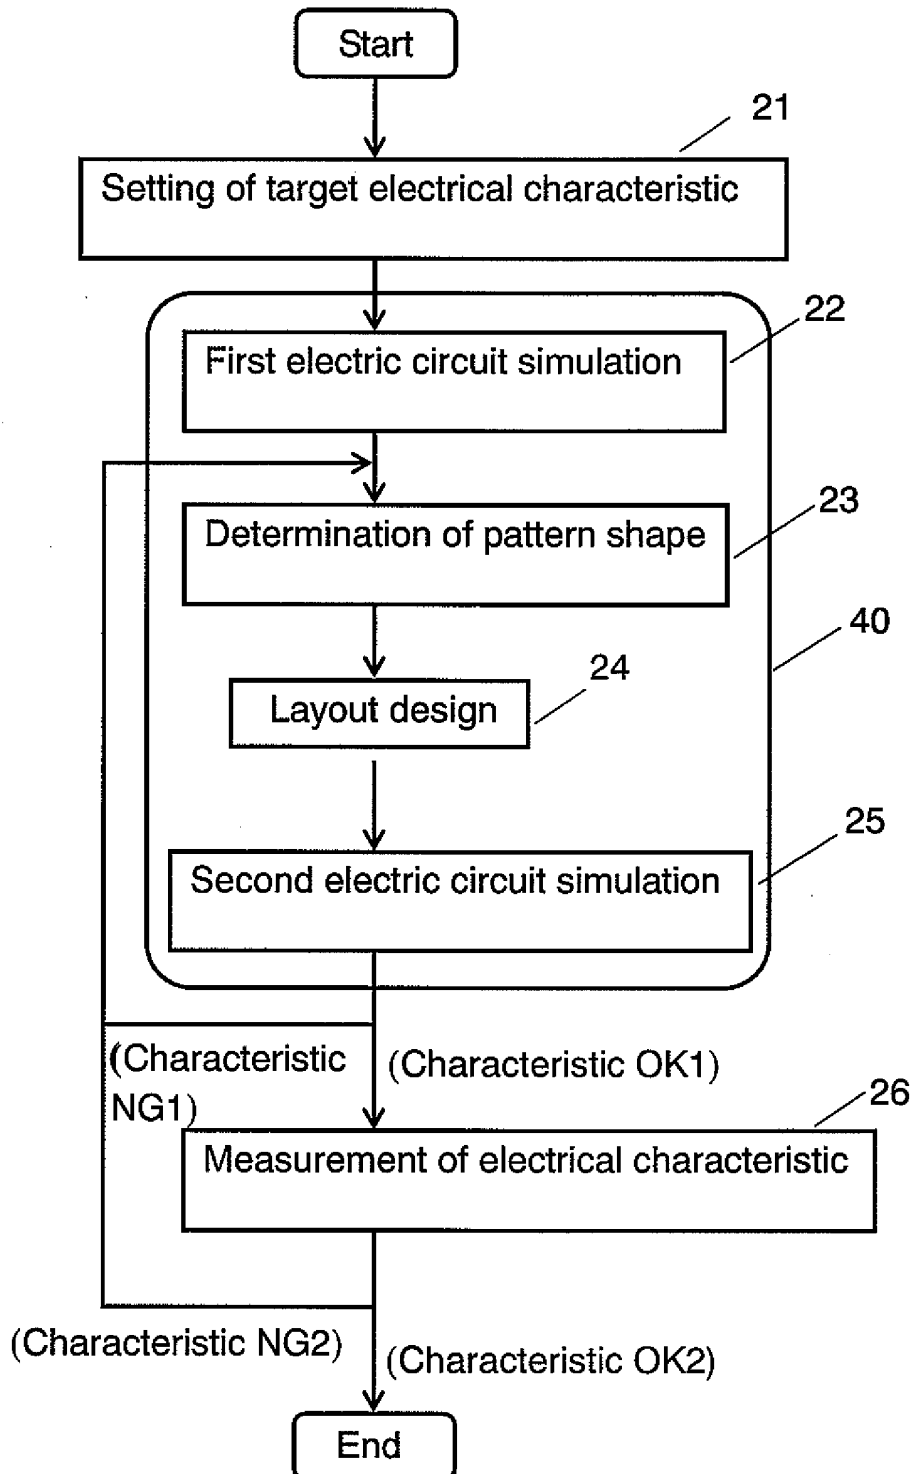 Start
21
Setting of target electrical characteristic
22
First electric circuit simulation
23
Determination of pattern shape
40
24
Layout design
25
Second electric circuit simulation
(Characteristic
NG1)
(Characteristic OK1)
26
Measurement of electrical characteristic
(Characteristic NG2)
(Characteristic OK2)
End